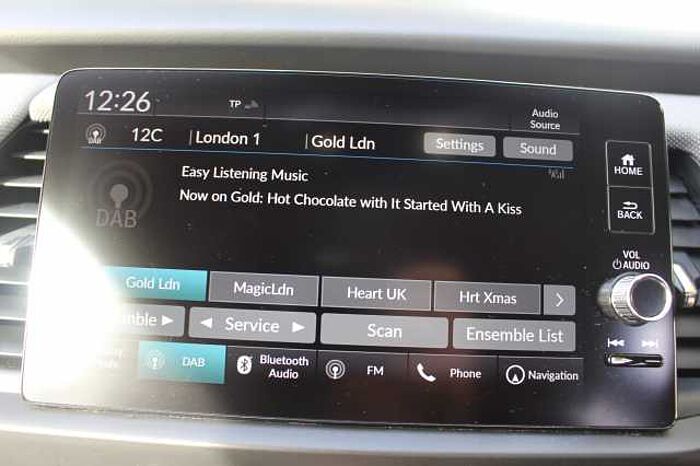 12:26 TP Audio Source
DAB 12C London 1 Gold Ldn Settings Sound
Easy Listening Music
Now on Gold: Hot Chocolate with It Started With A Kiss
DAB
HOME
BACK
VOL
AUDIO
Gold Ldn MagicLdn Heart UK Hrt Xmas
Service Scan Ensemble List
DAB Bluetooth Audio FM Phone Navigation